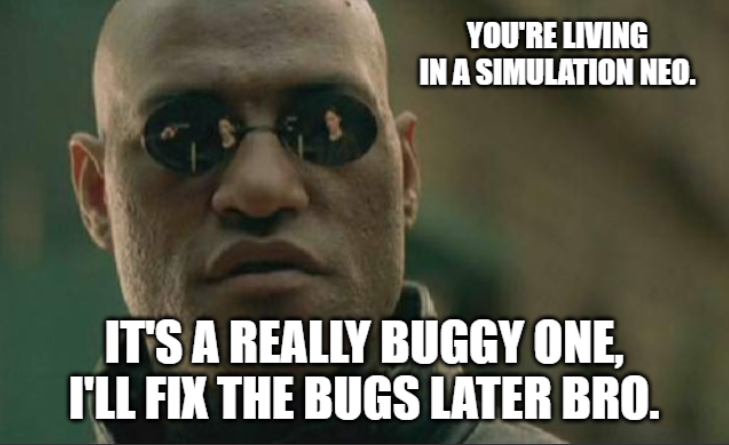 YOU'RE LIVING
IN A SIMULATION NEO.
IT'S A REALLY BUGGY ONE,
I'LL FIX THE BUGS LATER BRO.